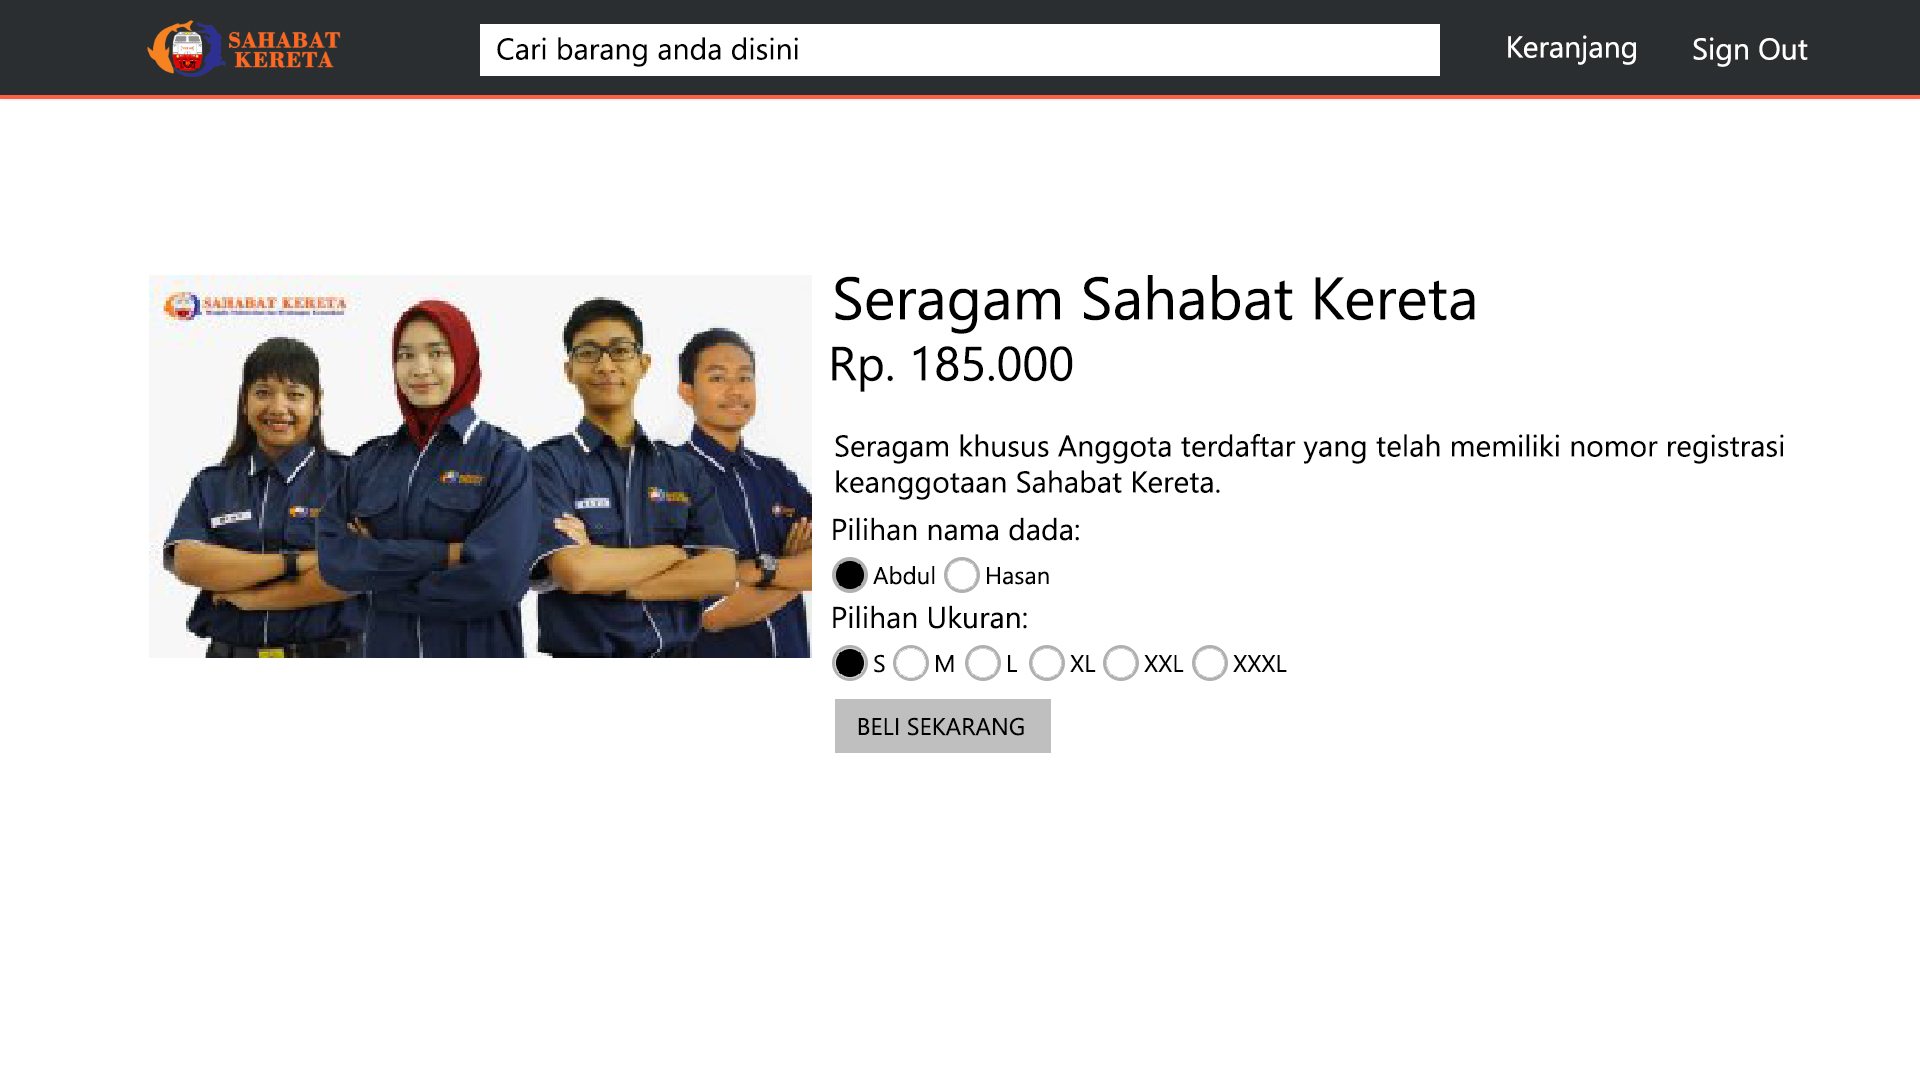 SAHABAT
KERETA
Cari barang anda disini
Keranjang
Sign Out
SAHABAT KERETA
Seragam Sahabat Kereta
Rp. 185.000
Seragam khusus Anggota terdaftar yang telah memiliki nomor registrasi
keanggotaan Sahabat Kereta.
Pilihan nama dada:
Abdul Hasan
Pilihan Ukuran:
S M L XL XXL XXXL
BELI SEKARANG